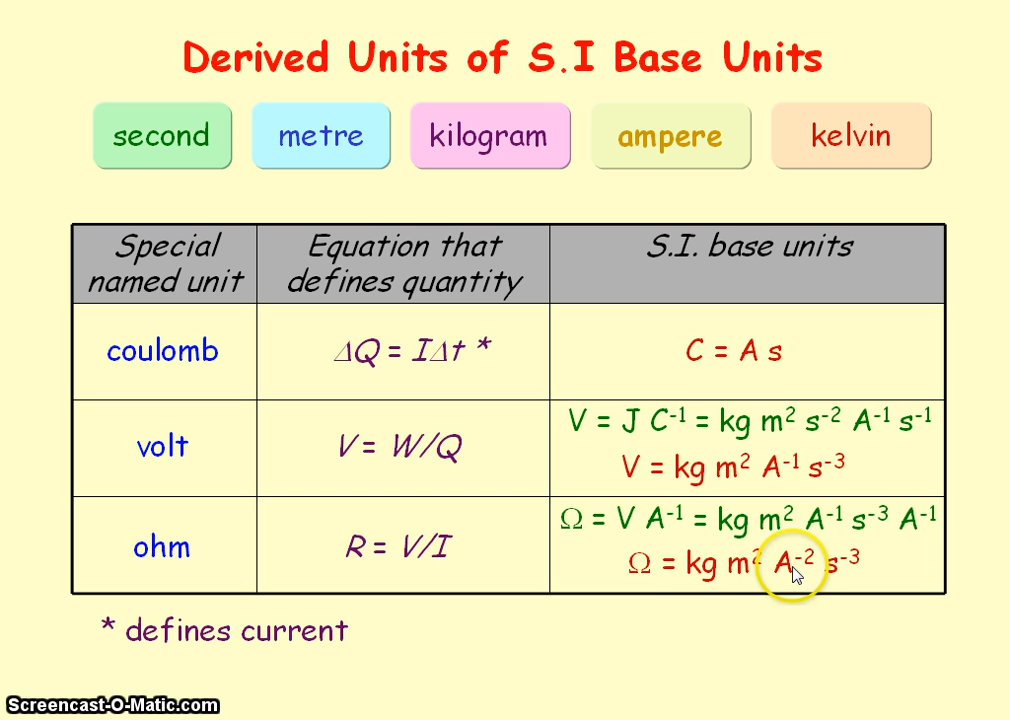 Derived Units of S.I Base Units
second metre kilogram ampere kelvin
Special named unit Equation that defines quantity S.I. base units
coulomb ΔQ = IΔt * C = A s
volt V = W/Q V = J C⁻¹ = kg m² s⁻² A⁻¹ s⁻¹
V = kg m² A⁻¹ s⁻³
ohm R = V/I Ω = V A⁻¹ = kg m² A⁻¹ s⁻³ A⁻¹
Ω = kg m² A⁻² s⁻³
* defines current
Screencast-O-Matic.com